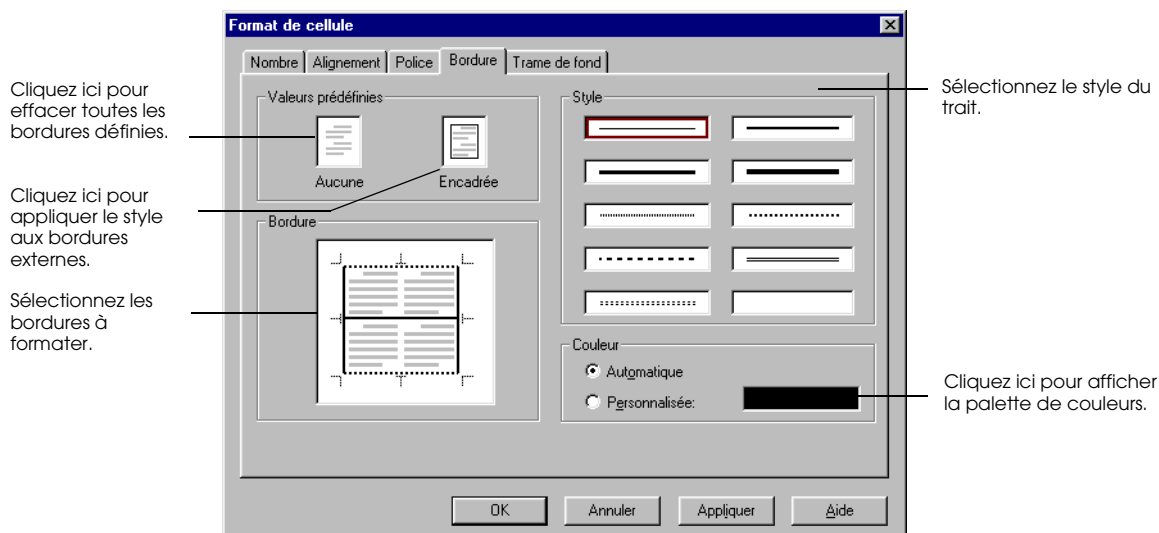 Format de cellule
Nombre
Alignement
Police
Bordure
Trame de fond
Cliquez ici pour
effacer toutes les
bordures définies.
Valeurs prédéfinies
Aucune
Encadrée
Cliquez ici pour
appliquer le style
aux bordures
externes.
Bordure
Sélectionnez les
bordures à
formater.
Style
Sélectionnez le style du
trait.
Couleur
Automatique
Personnalisée:
Cliquez ici pour afficher
la palette de couleurs.
OK
Annuler
Appliquer
Aide